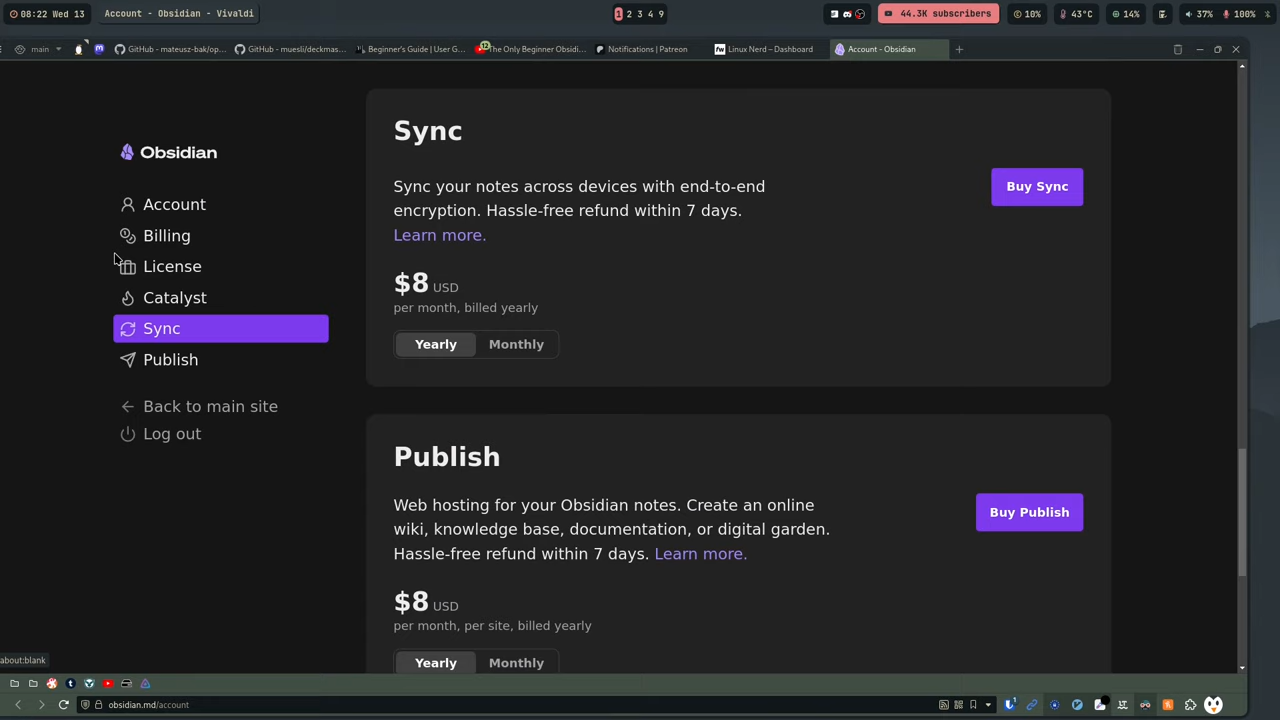 08:22 Wed 13
Account - Obsidian - Vivaldi
1 2 3 4 9
44.3K subscribers
10%
43°C
14%
37%
100%
main
GitHub - mateusz-bak/op...
GitHub - muesli/deckmas...
Beginner's Guide | User G...
12
The Only Beginner Obsidi...
Notifications | Patreon
Linux Nerd – Dashboard
Account - Obsidian
Obsidian
Account
Billing
License
Catalyst
Sync
Publish
Back to main site
Log out
Sync
Sync your notes across devices with end-to-end
encryption. Hassle-free refund within 7 days.
Learn more.
Buy Sync
$8 USD
per month, billed yearly
Yearly Monthly
Publish
Web hosting for your Obsidian notes. Create an online
wiki, knowledge base, documentation, or digital garden.
Hassle-free refund within 7 days. Learn more.
Buy Publish
$8 USD
per month, per site, billed yearly
Yearly Monthly
about:blank
obsidian.md/account